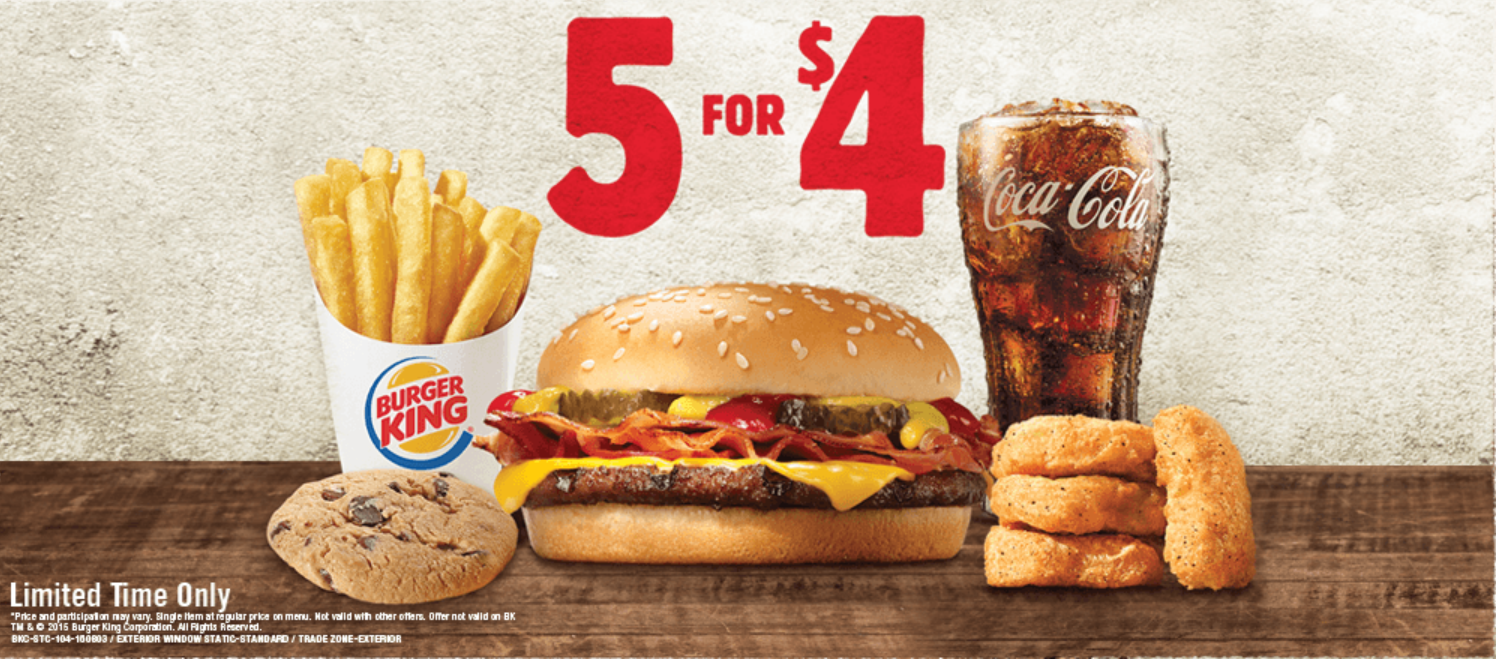 5 FOR $4
Coca-Cola
BURGER
KING
Limited Time Only
*Price and participation may vary. Single item at regular price on menu. Not valid with other offers. Offer not valid on BK
TM & © 2015 Burger King Corporation. All Rights Reserved.
BKC-STC-104-160803 / EXTERIOR WINDOW STATIC-STANDARD / TRADE ZONE-EXTERIOR